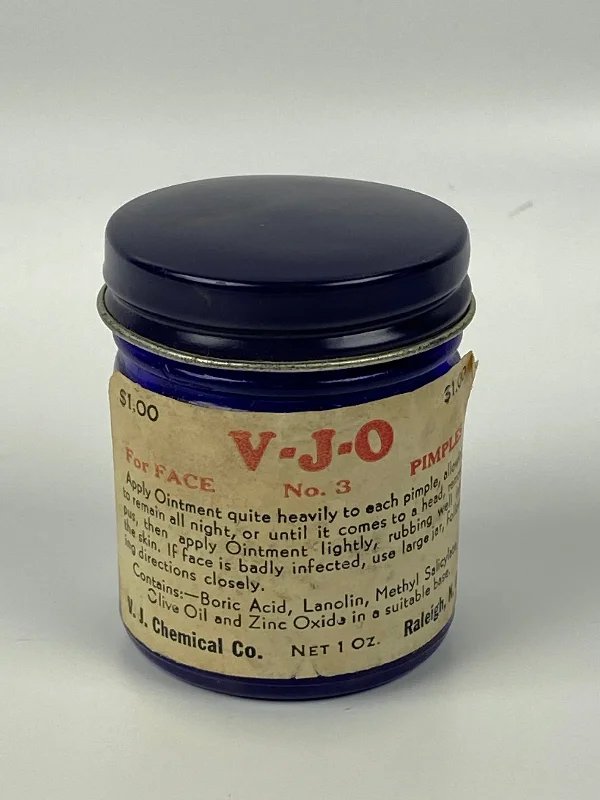 $1.00
$1.00
V-J-O
For FACE
PIMPLES
No. 3
Apply Ointment quite heavily to each pimple,
to remain all night, or until it comes to a head,
pus, then apply Ointment lightly, rubbing well
the skin. If face is badly infected, use large jar,
ing directions closely.
Contains:—Boric Acid, Lanolin, Methyl
Olive Oil and Zinc Oxide in a suitable base.
V. J. Chemical Co.
NET 1 OZ.
Raleigh, N.